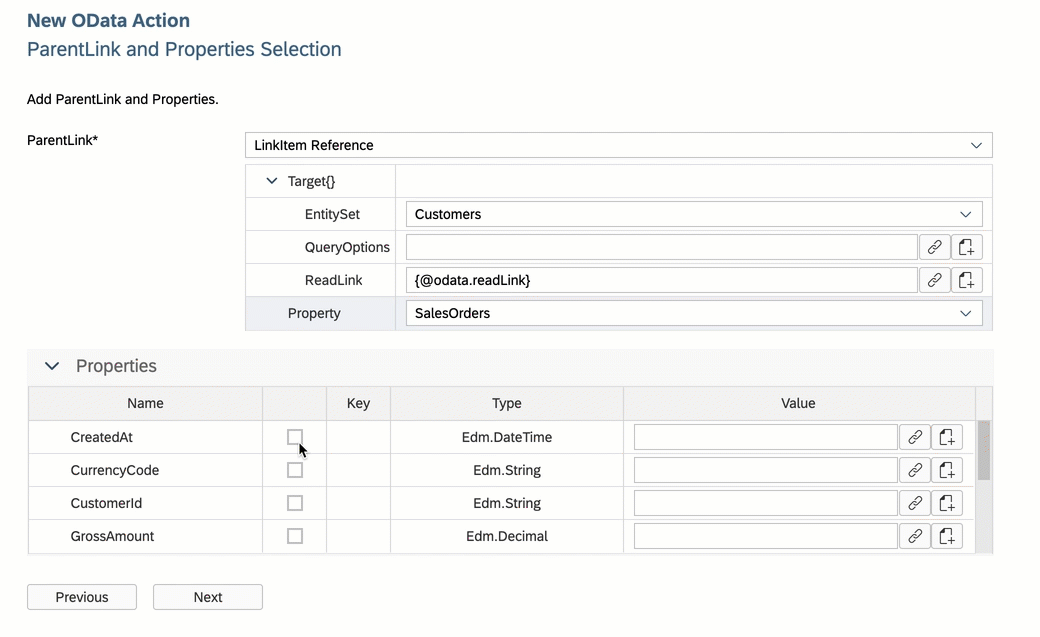 New OData Action
ParentLink and Properties Selection
Add ParentLink and Properties.
ParentLink*
LinkItem Reference
Target{}
EntitySet
Customers
QueryOptions
ReadLink
{@odata.readLink}
Property
SalesOrders
Properties
Name Key Type Value
CreatedAt Edm.DateTime
CurrencyCode Edm.String
CustomerId Edm.String
GrossAmount Edm.Decimal
Previous Next